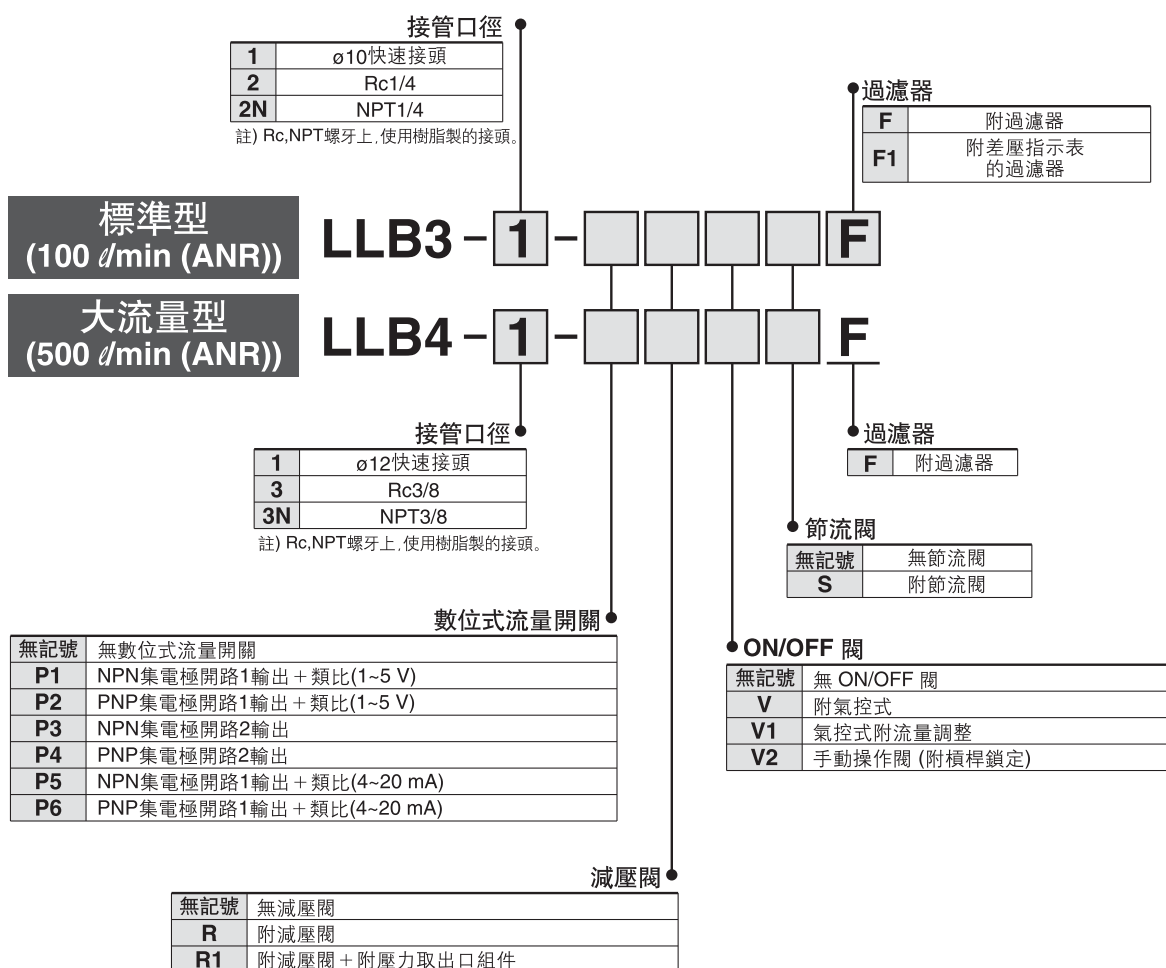 接管口徑
1 ø10快速接頭
2 Rc1/4
2N NPT1/4
註) Rc,NPT螺牙上,使用樹脂製的接頭。
過濾器
F 附過濾器
F1 附差壓指示表
的過濾器
標準型
(100 ℓ/min (ANR))
LLB3-1- F
大流量型
(500 ℓ/min (ANR))
LLB4-1- F
接管口徑
1 ø12快速接頭
3 Rc3/8
3N NPT3/8
註) Rc,NPT螺牙上,使用樹脂製的接頭。
過濾器
F 附過濾器
節流閥
無記號 無節流閥
S 附節流閥
數位式流量開關
無記號 無數位式流量開關
P1 NPN集電極開路1輸出+類比(1~5 V)
P2 PNP集電極開路1輸出+類比(1~5 V)
P3 NPN集電極開路2輸出
P4 PNP集電極開路2輸出
P5 NPN集電極開路1輸出+類比(4~20 mA)
P6 PNP集電極開路1輸出+類比(4~20 mA)
ON/OFF 閥
無記號 無 ON/OFF 閥
V 附氣控式
V1 氣控式附流量調整
V2 手動操作閥 (附槓桿鎖定)
減壓閥
無記號 無減壓閥
R 附減壓閥
R1 附減壓閥+附壓力取出口組件